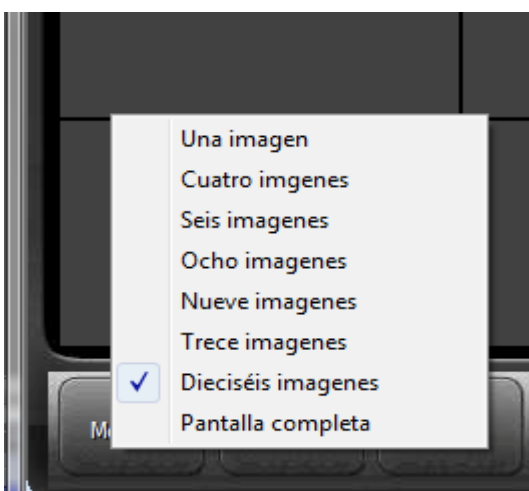 Una imagen
Cuatro imgenes
Seis imagenes
Ocho imagenes
Nueve imagenes
Trece imagenes
Dieciséis imagenes
Pantalla completa